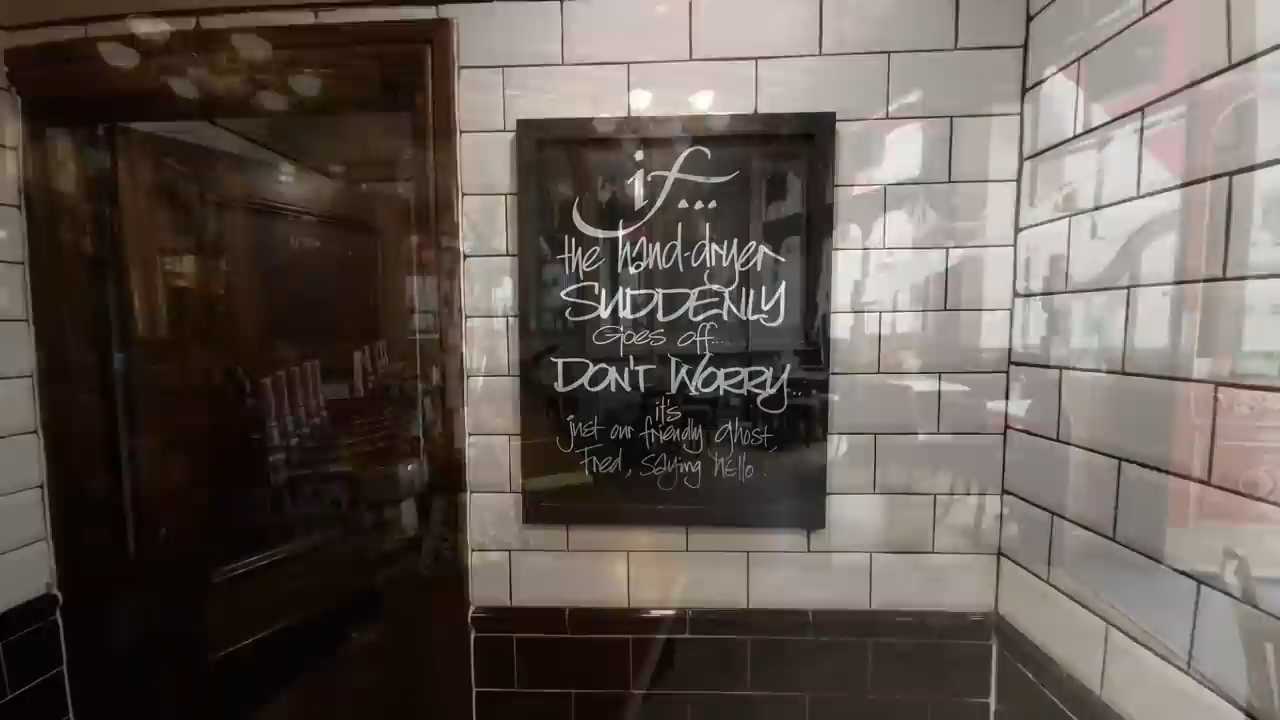 if...
the hand-dryer
SUDDENLY
Goes off...
DON'T WORRY..
it's
just our friendly ghost,
Fred, saying hello.